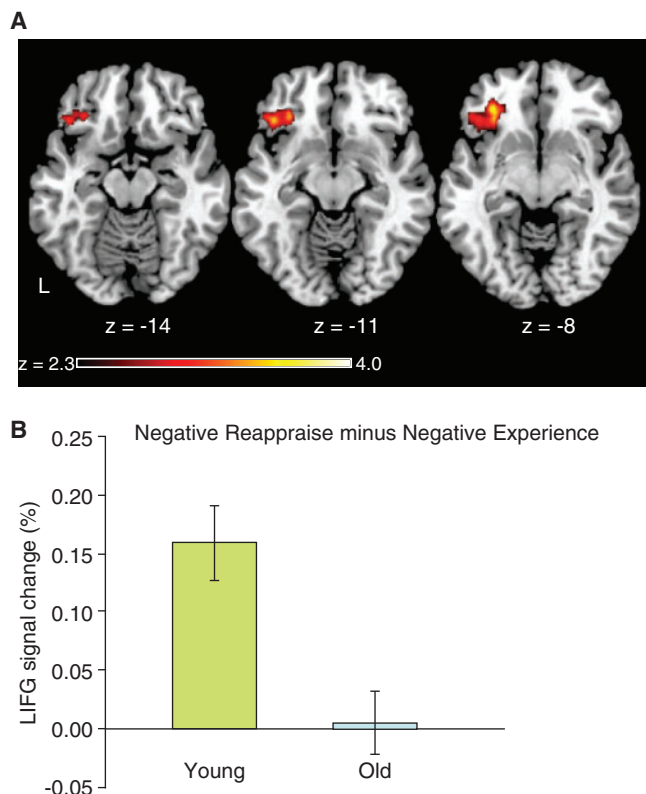 A
L
z = -14 z = -11 z = -8
z = 2.3 4.0
B
Negative Reappraise minus Negative Experience
LIFG signal change (%)
0.25
0.20
0.15
0.10
0.05
0.00
-0.05
Young Old